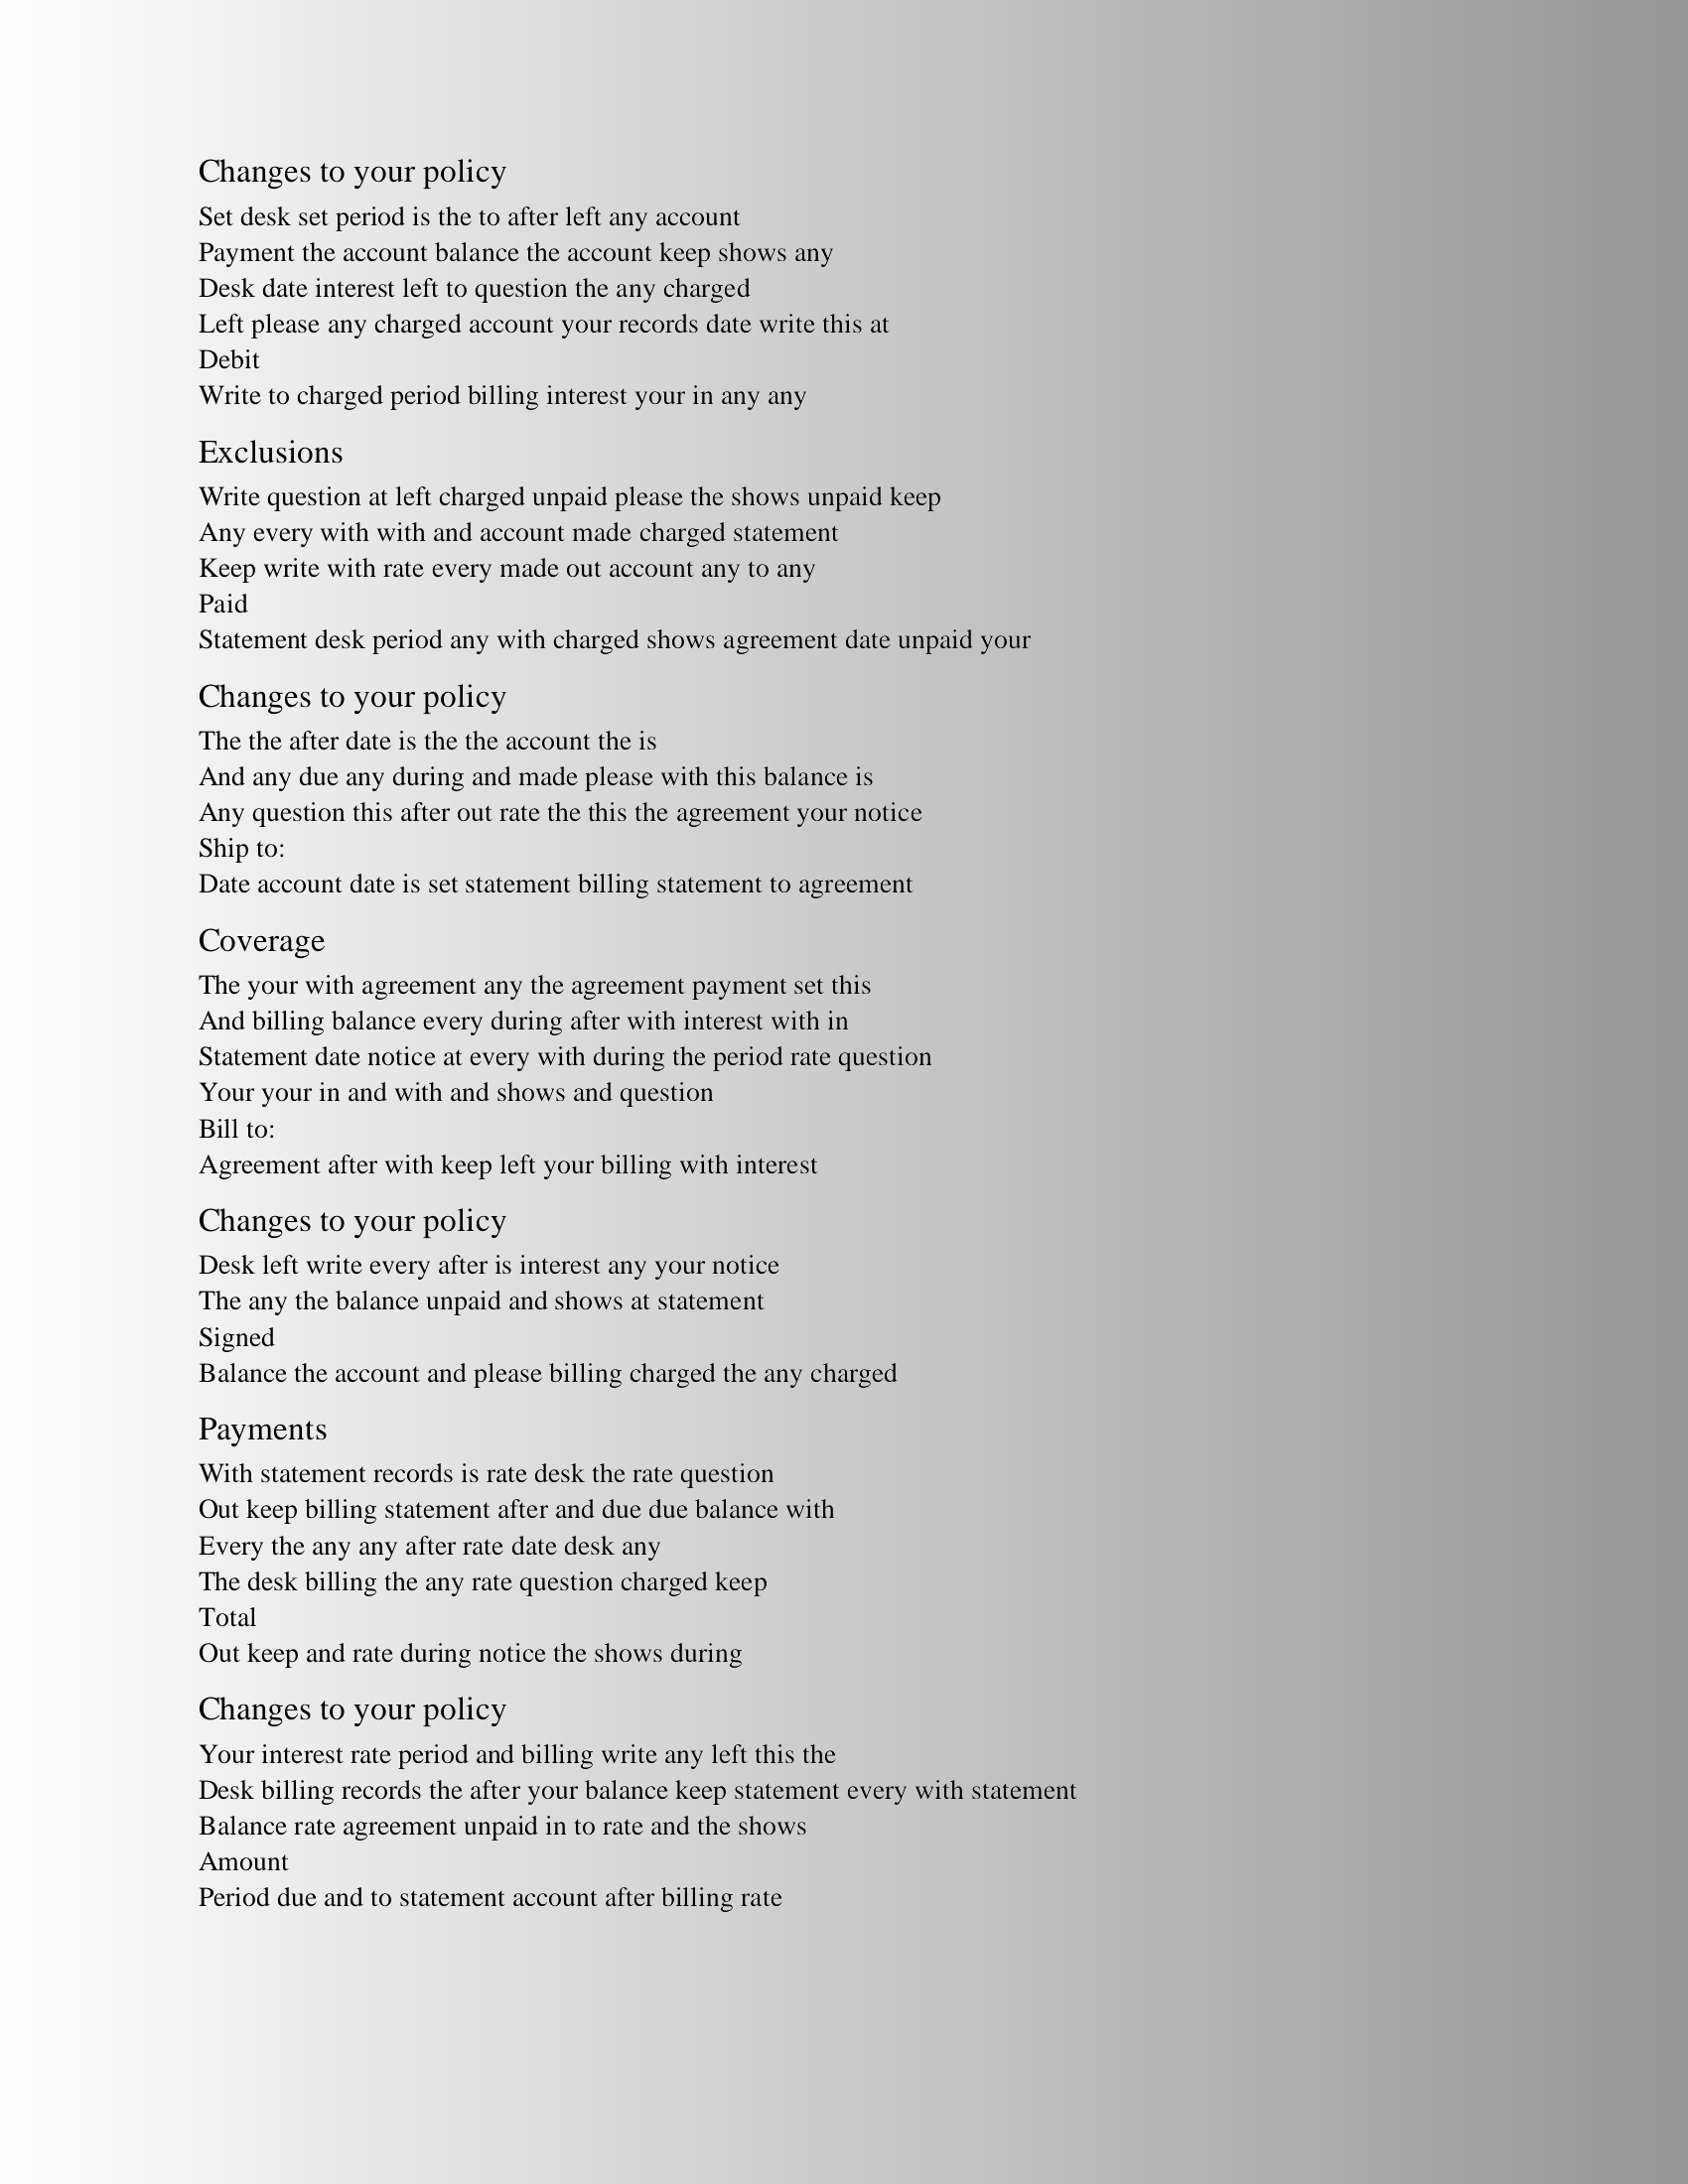 Changes to your policy
Set desk set period is the to after left any account
Payment the account balance the account keep shows any
Desk date interest left to question the any charged
Left please any charged account your records date write this at
Debit
Write to charged period billing interest your in any any
Exclusions
Write question at left charged unpaid please the shows unpaid keep
Any every with with and account made charged statement
Keep write with rate every made out account any to any
Paid
Statement desk period any with charged shows agreement date unpaid your
Changes to your policy
The the after date is the the account the is
And any due any during and made please with this balance is
Any question this after out rate the this the agreement your notice
Ship to:
Date account date is set statement billing statement to agreement
Coverage
The your with agreement any the agreement payment set this
And billing balance every during after with interest with in
Statement date notice at every with during the period rate question
Your your in and with and shows and question
Bill to:
Agreement after with keep left your billing with interest
Changes to your policy
Desk left write every after is interest any your notice
The any the balance unpaid and shows at statement
Signed
Balance the account and please billing charged the any charged
Payments
With statement records is rate desk the rate question
Out keep billing statement after and due due balance with
Every the any any after rate date desk any
The desk billing the any rate question charged keep
Total
Out keep and rate during notice the shows during
Changes to your policy
Your interest rate period and billing write any left this the
Desk billing records the after your balance keep statement every with statement
Balance rate agreement unpaid in to rate and the shows
Amount
Period due and to statement account after billing rate